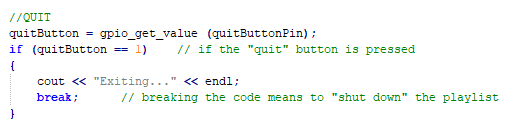 //QUIT
quitButton = gpio_get_value (quitButtonPin);
if (quitButton == 1)    // if the "quit" button is pressed
{
    cout << "Exiting..." << endl;
    break;      // breaking the code means to "shut down" the playlist
}